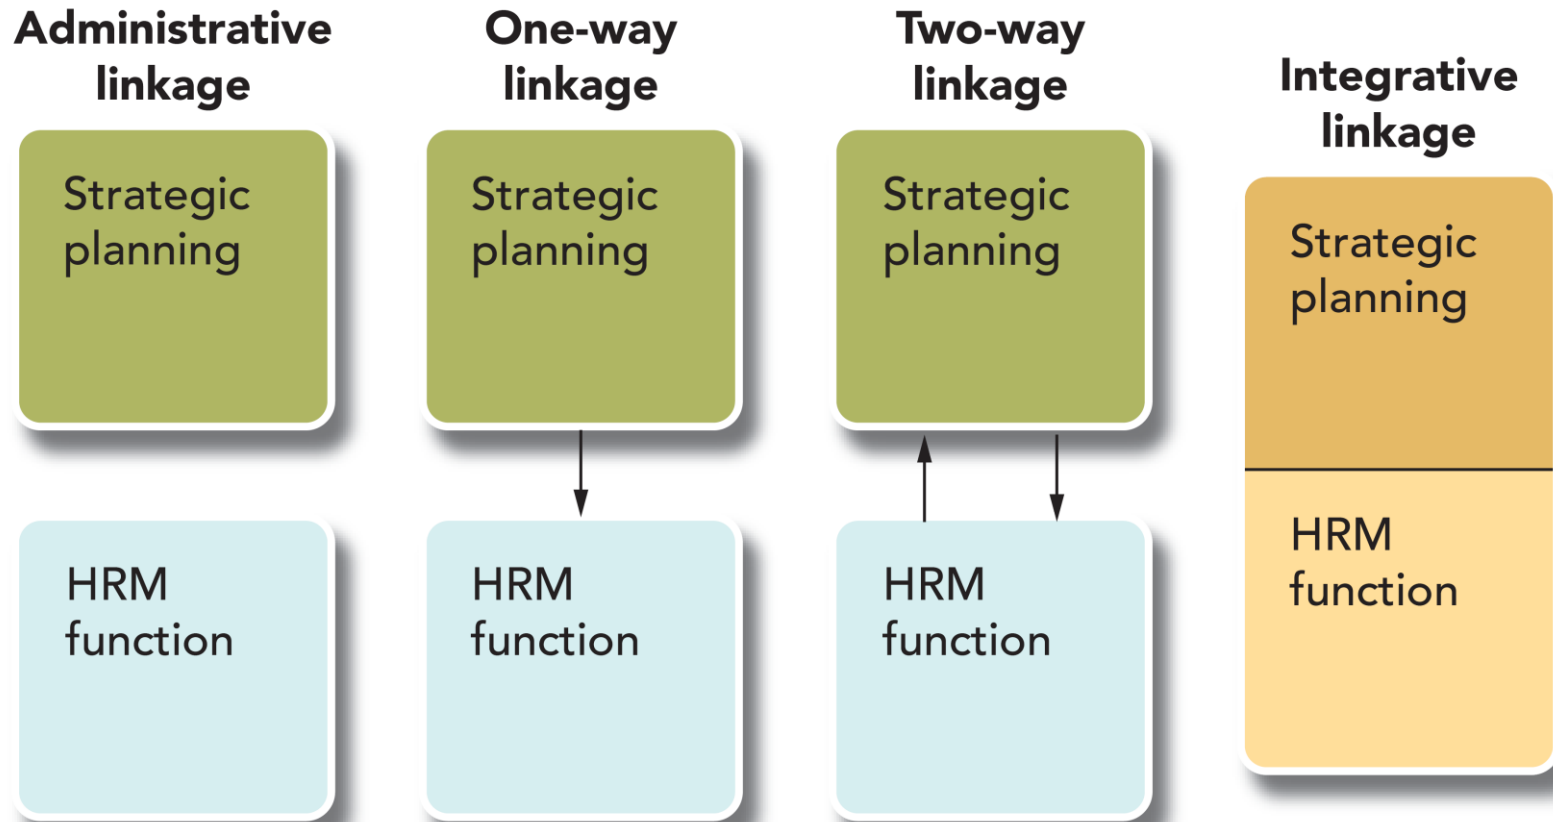 Administrative
linkage
Strategic
planning
HRM
function
One-way
linkage
Strategic
planning
HRM
function
Two-way
linkage
Strategic
planning
HRM
function
Integrative
linkage
Strategic
planning
HRM
function